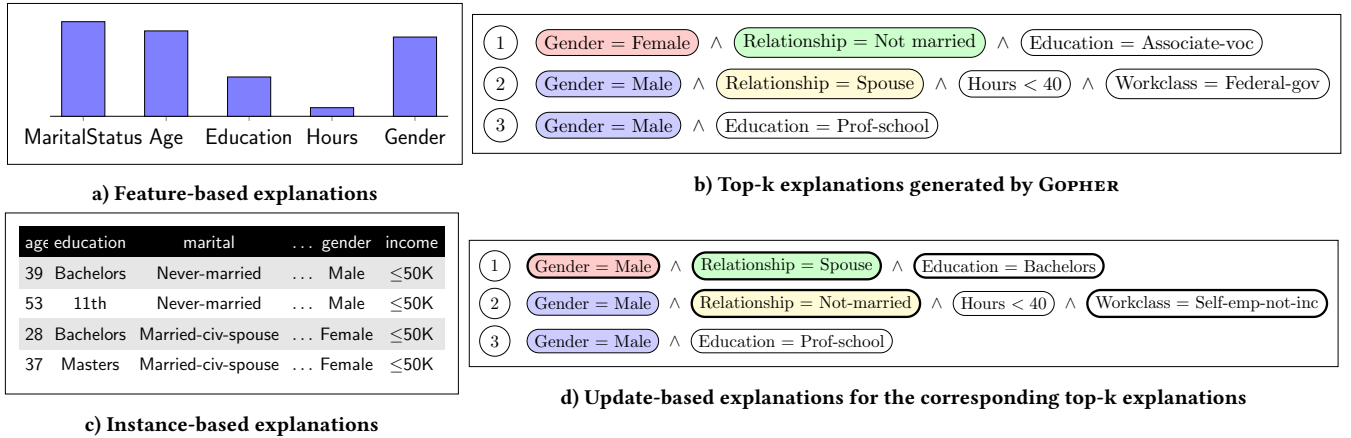 MaritalStatus Age Education Hours Gender
a) Feature-based explanations
1 Gender = Female ∧ Relationship = Not married ∧ Education = Associate-voc
2 Gender = Male ∧ Relationship = Spouse ∧ Hours < 40 ∧ Workclass = Federal-gov
3 Gender = Male ∧ Education = Prof-school
b) Top-k explanations generated by GOPHER
age education marital ... gender income
39 Bachelors Never-married ... Male ≤50K
53 11th Never-married ... Male ≤50K
28 Bachelors Married-civ-spouse ... Female ≤50K
37 Masters Married-civ-spouse ... Female ≤50K
c) Instance-based explanations
1 Gender = Male ∧ Relationship = Spouse ∧ Education = Bachelors
2 Gender = Male ∧ Relationship = Not-married ∧ Hours < 40 ∧ Workclass = Self-emp-not-inc
3 Gender = Male ∧ Education = Prof-school
d) Update-based explanations for the corresponding top-k explanations